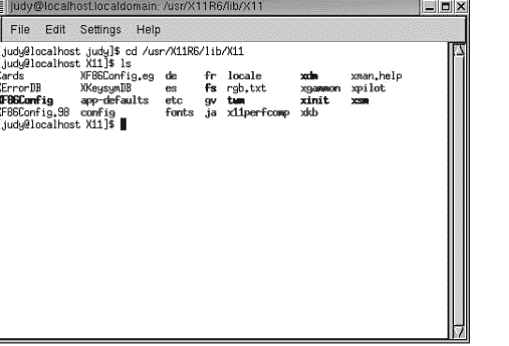 judy@localhost.localdomain: /usr/X11R6/lib/X11
File Edit Settings Help
[judy@localhost judy]$ cd /usr/X11R6/lib/X11
[judy@localhost X11]$ ls
Cards XF86Config.eg de fr locale xdm xman.help
XErrorDB XKeysymDB es fs rgb.txt xgammon xpilot
XF86Config app-defaults etc gv twm xinit xsm
XF86Config.98 config fonts ja x11perfcomp xkb
[judy@localhost X11]$